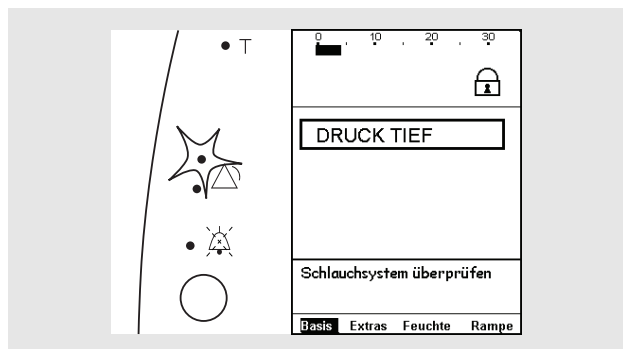 T
0 10 20 30
DRUCK TIEF
Schlauchsystem überprüfen
Basis Extras Feuchte Rampe